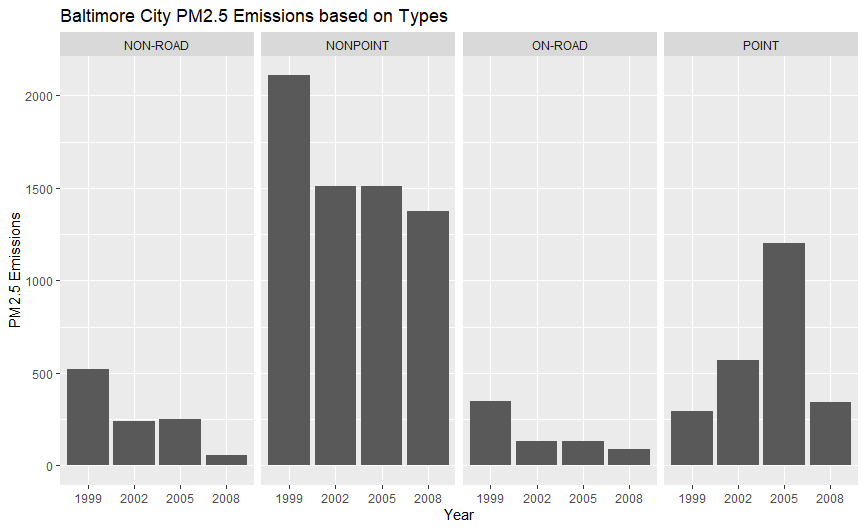 Baltimore City PM2.5 Emissions based on Types
NON-ROAD NONPOINT ON-ROAD POINT
PM2.5 Emissions
2000
1500
1000
500
0
1999 2002 2005 2008 1999 2002 2005 2008 1999 2002 2005 2008 1999 2002 2005 2008
Year